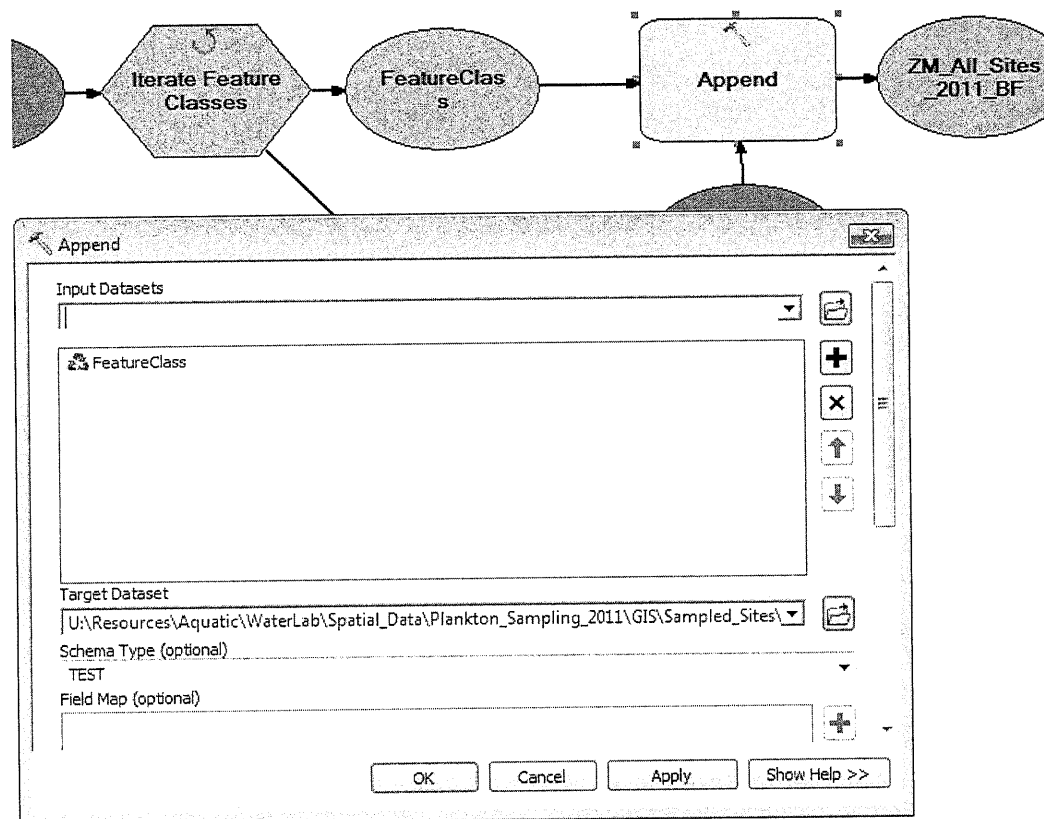 Iterate Feature
Classes
FeatureClas
s
Append
ZM_All_Sites
_2011_BF
Append
Input Datasets
FeatureClass
Target Dataset
U:\Resources\Aquatic\WaterLab\Spatial_Data\Plankton_Sampling_2011\GIS\Sampled_Sites\
Schema Type (optional)
TEST
Field Map (optional)
OK
Cancel
Apply
Show Help >>